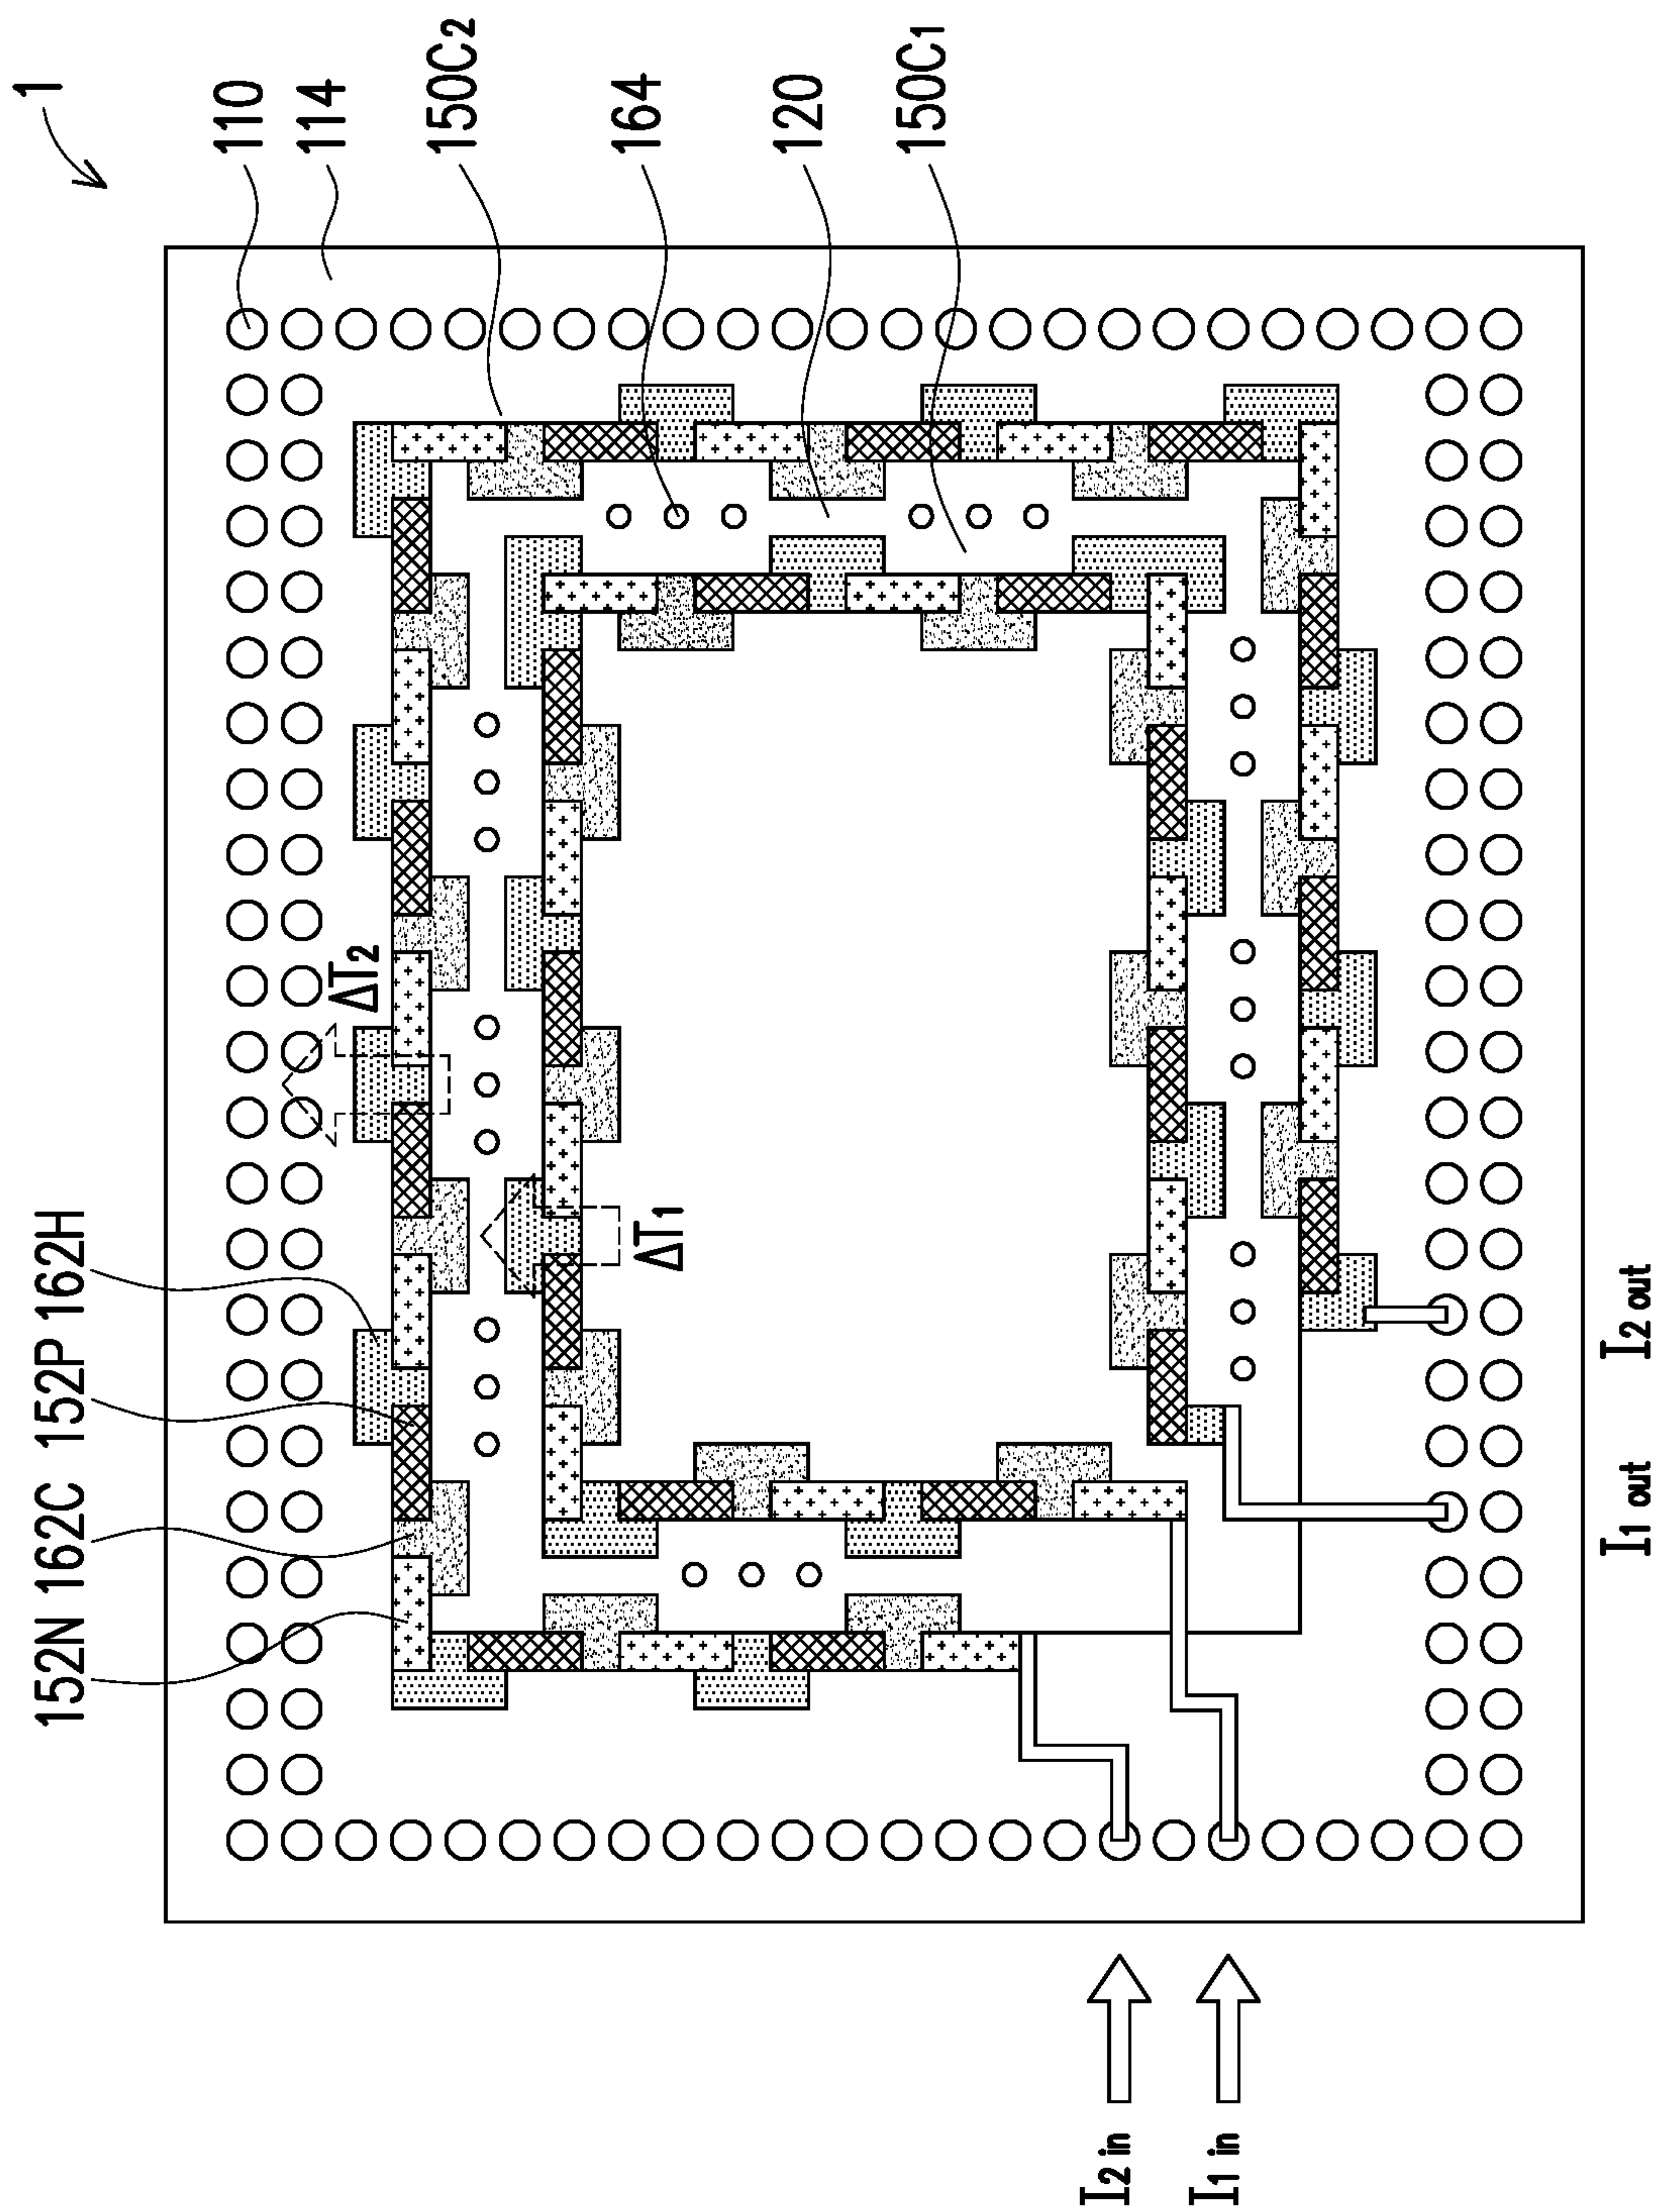 1
110
114
150C₂
164
120
150C₁
ΔT₂
ΔT₁
152N 162C 152P 162H
I₂ in
I₁ in
I₁ out
I₂ out